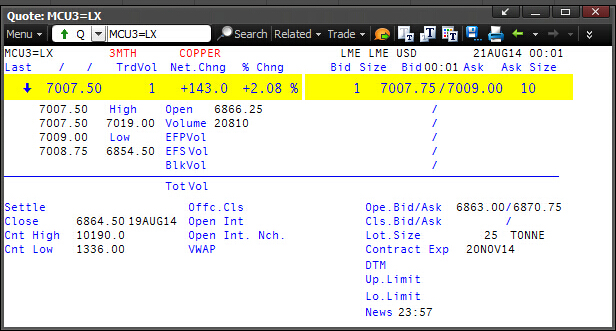 Quote: MCU3=LX
Menu Q MCU3=LX Search Related Trade
MCU3=LX 3MTH COPPER LME LME USD 21AUG14 00:01
Last / / TrdVol Net.Chng % Chng Bid Size Bid00:01 Ask Ask Size
7007.50 1 +143.0 +2.08 % 1 7007.75/7009.00 10
7007.50 High Open 6866.25 /
7007.50 7019.00 Volume 20810 /
7009.00 Low EFPVol /
7008.75 6854.50 EFSVol /
BlkVol /
TotVol
Settle Offc.Cls Ope.Bid/Ask 6863.00/6870.75
Close 6864.50 19AUG14 Open Int Cls.Bid/Ask /
Cnt High 10190.0 Open Int. Nch. Lot.Size 25 TONNE
Cnt Low 1336.00 VWAP Contract Exp 20NOV14
DTM
Up.Limit
Lo.Limit
News 23:57